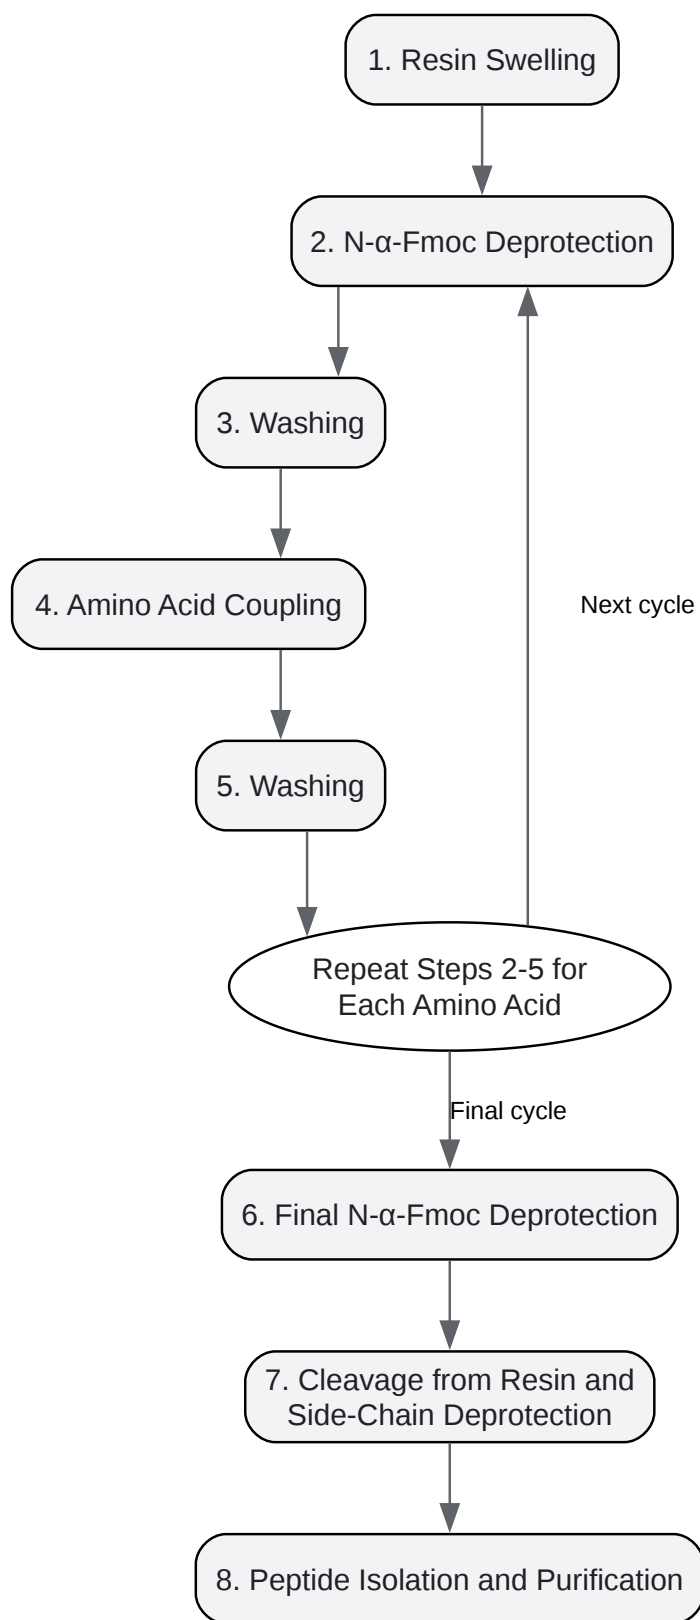 1. Resin Swelling
2. N-α-Fmoc Deprotection
3. Washing
4. Amino Acid Coupling
Next cycle
5. Washing
Repeat Steps 2-5 for
Each Amino Acid
Final cycle
6. Final N-α-Fmoc Deprotection
7. Cleavage from Resin and
Side-Chain Deprotection
8. Peptide Isolation and Purification